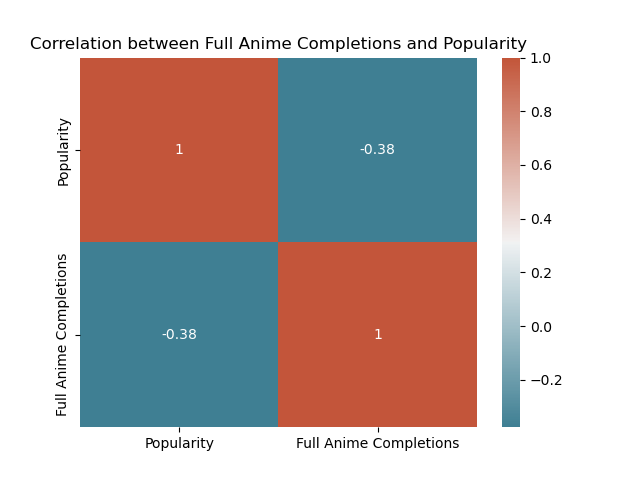 Correlation between Full Anime Completions and Popularity
Popularity
Full Anime Completions
1
-0.38
-0.38
1
Popularity
Full Anime Completions
1.0
0.8
0.6
0.4
0.2
0.0
−0.2